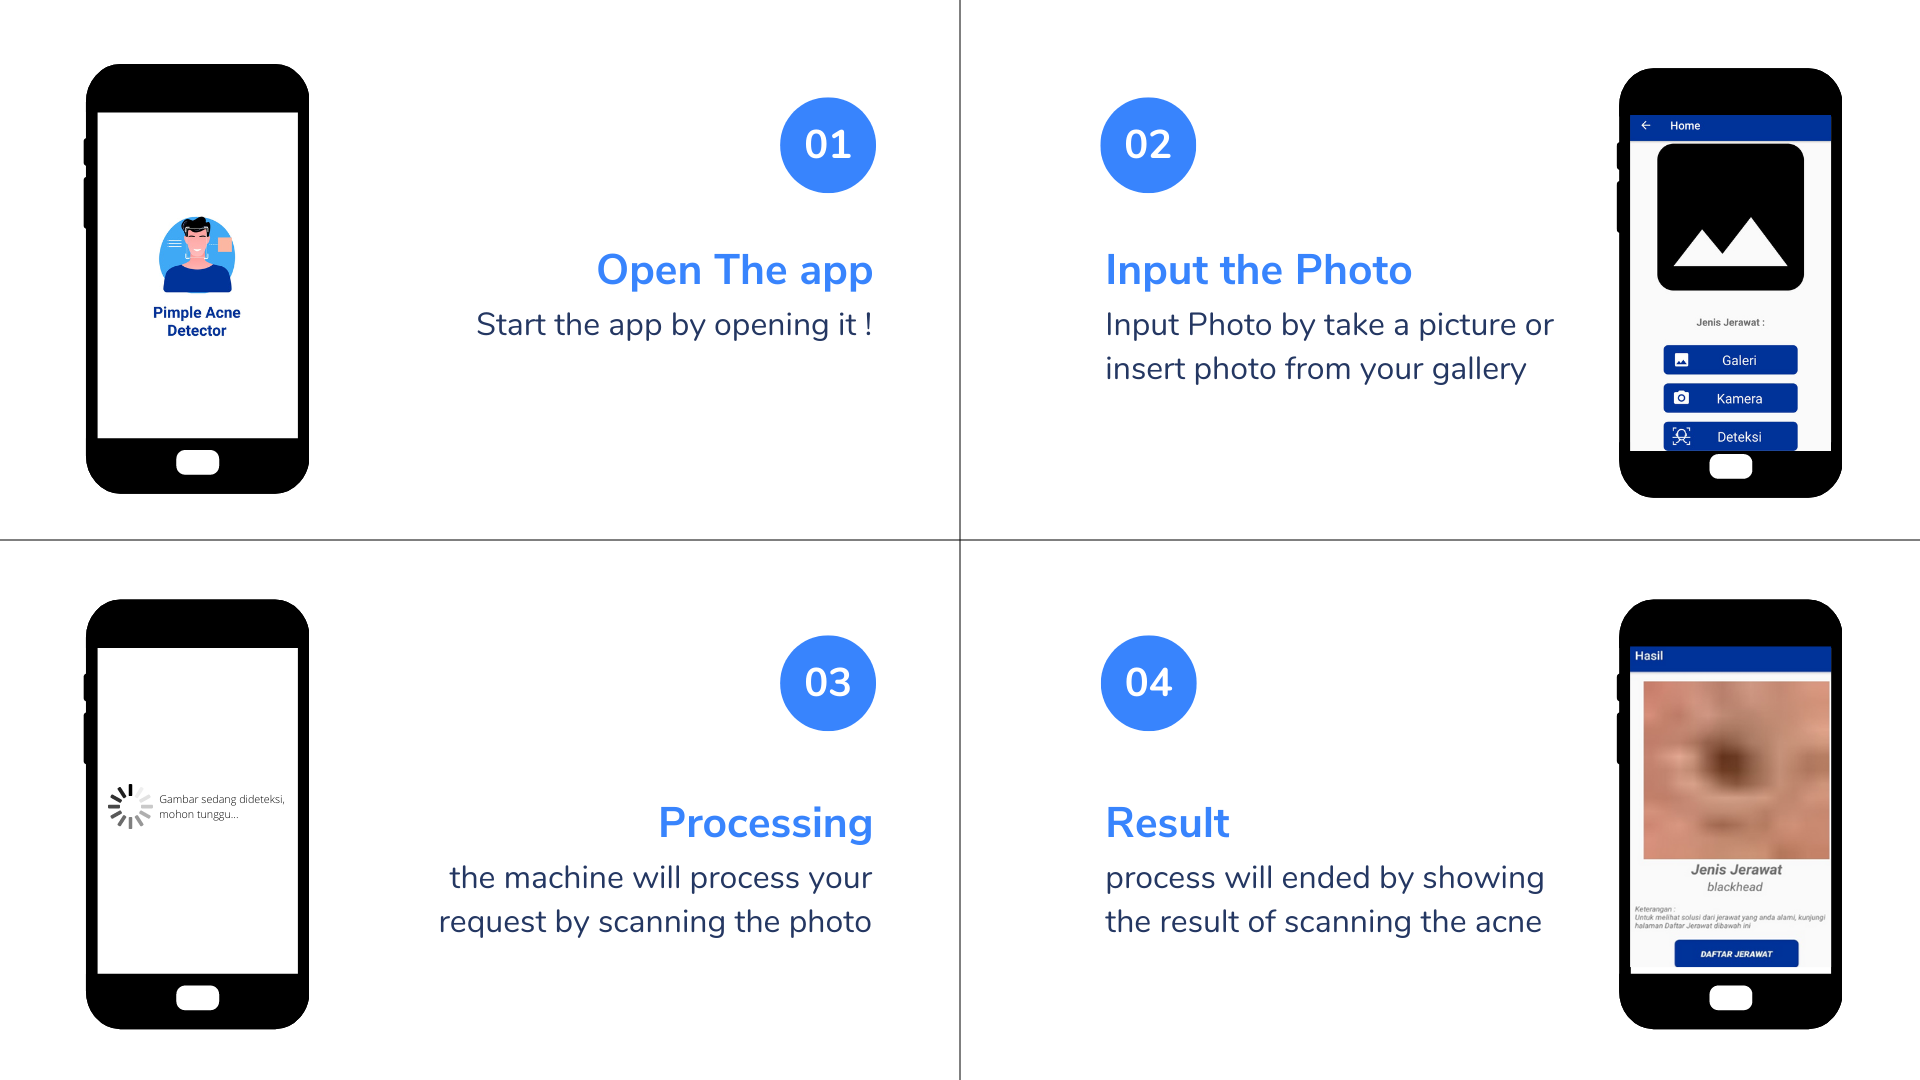 Pimple Acne
Detector
01
Open The app
Start the app by opening it !
02
Input the Photo
Input Photo by take a picture or
insert photo from your gallery
Home
Jenis Jerawat :
Galeri
Kamera
Deteksi
Gambar sedang dideteksi,
mohon tunggu...
03
Processing
the machine will process your
request by scanning the photo
04
Result
process will ended by showing
the result of scanning the acne
Hasil
Jenis Jerawat
blackhead
Keterangan :
Untuk melihat solusi dari jerawat yang anda alami, kunjungi
halaman Daftar Jerawat dibawah ini
DAFTAR JERAWAT